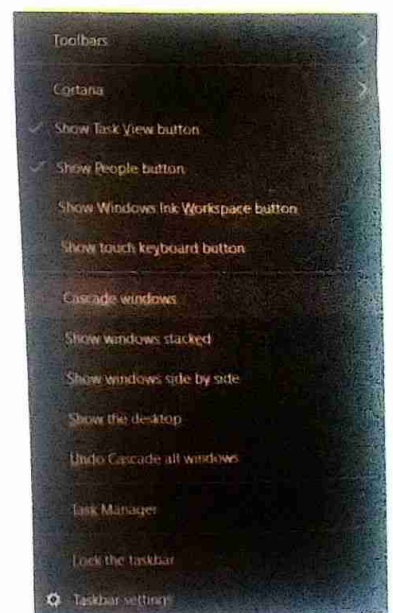 Toolbars
Cortana
Show Task View button
Show People button
Show Windows Ink Workspace button
Show touch keyboard button
Cascade windows
Show windows stacked
Show windows side by side
Show the desktop
Undo Cascade all windows
Task Manager
Lock the taskbar
Taskbar settings